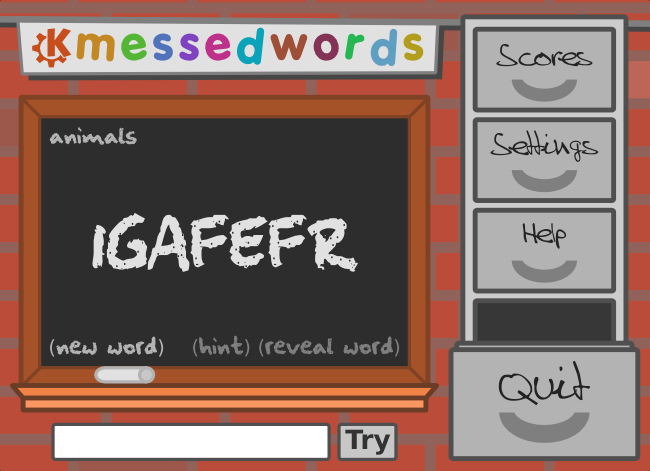 Kmessedwords
animals
IGAFEFR
(new word) (hint) (reveal word)
Try
Scores
Settings
Help
Quit